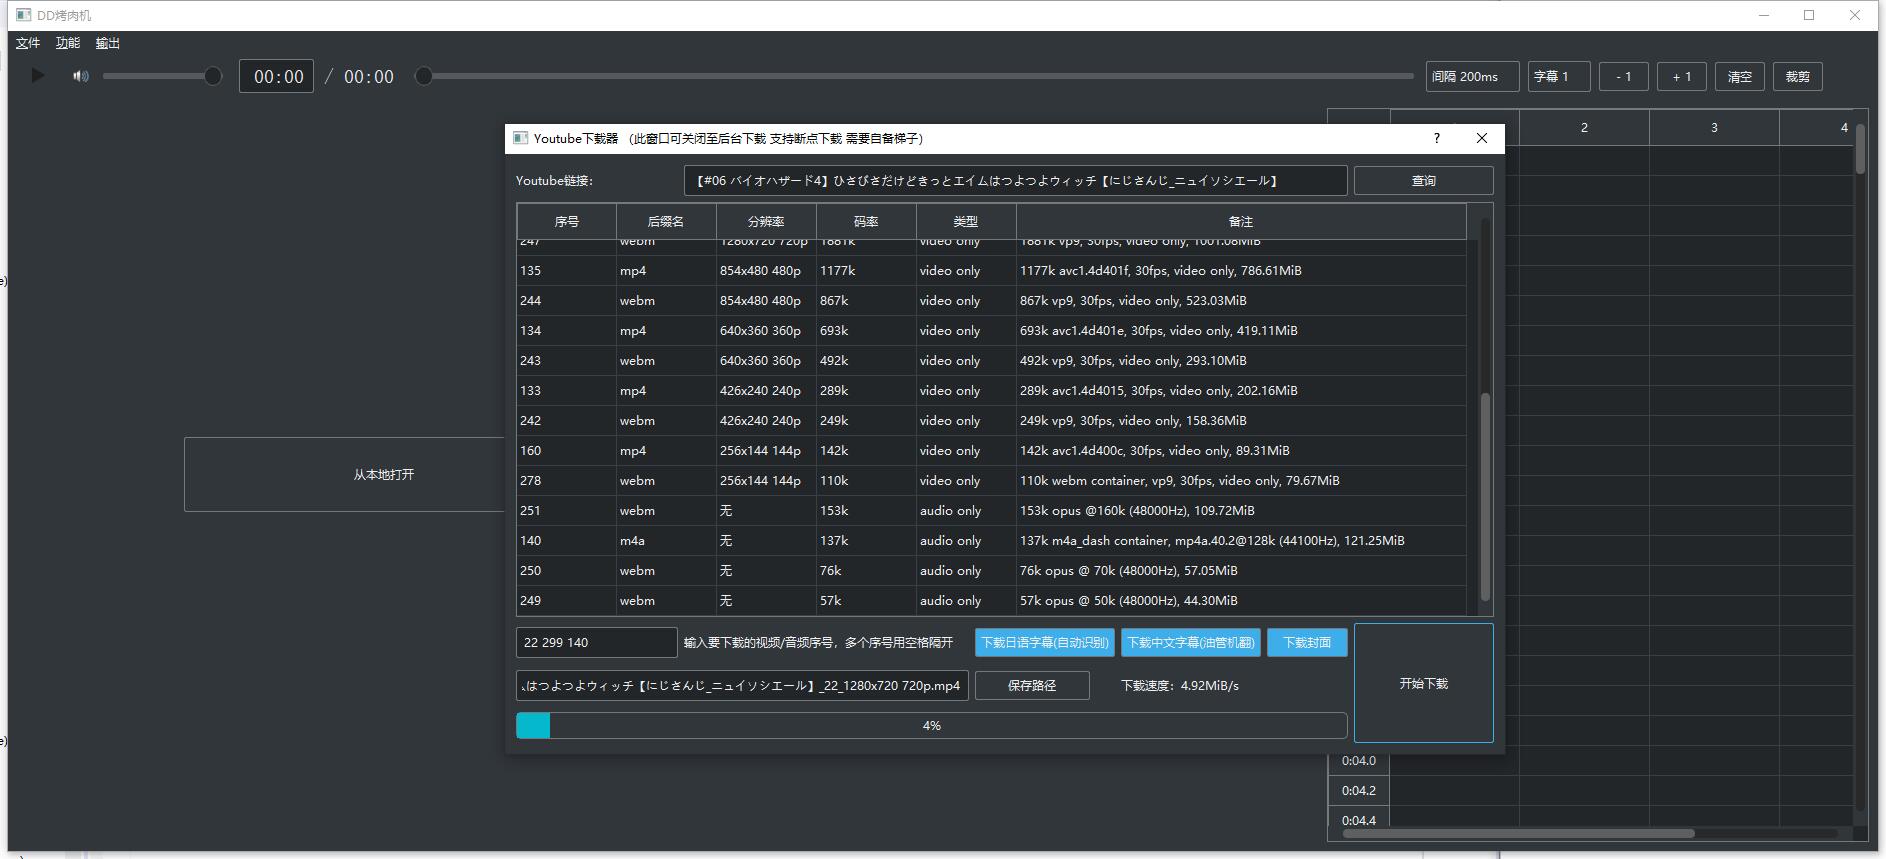 DD烤肉机
文件 功能 输出
00:00 / 00:00 间隔 200ms 字幕 1 - 1 + 1 清空 裁剪
2 3 4
Youtube下载器 （此窗口可关闭至后台下载 支持断点下载 需要自备梯子） ?
Youtube链接： 【#06 バイオハザード4】ひさびさだけどきっとエイムはつよつよウィッチ【にじさんじ_ニュイソシエール】 查询
序号 后缀名 分辨率 码率 类型 备注
247 webm 1280x720 720p 1881k video only 1881k vp9, 30fps, video only, 1001.08MiB
135 mp4 854x480 480p 1177k video only 1177k avc1.4d401f, 30fps, video only, 786.61MiB
244 webm 854x480 480p 867k video only 867k vp9, 30fps, video only, 523.03MiB
134 mp4 640x360 360p 693k video only 693k avc1.4d401e, 30fps, video only, 419.11MiB
243 webm 640x360 360p 492k video only 492k vp9, 30fps, video only, 293.10MiB
133 mp4 426x240 240p 289k video only 289k avc1.4d4015, 30fps, video only, 202.16MiB
242 webm 426x240 240p 249k video only 249k vp9, 30fps, video only, 158.36MiB
160 mp4 256x144 144p 142k video only 142k avc1.4d400c, 30fps, video only, 89.31MiB
278 webm 256x144 144p 110k video only 110k webm container, vp9, 30fps, video only, 79.67MiB
251 webm 无 153k audio only 153k opus @160k (48000Hz), 109.72MiB
140 m4a 无 137k audio only 137k m4a_dash container, mp4a.40.2@128k (44100Hz), 121.25MiB
250 webm 无 76k audio only 76k opus @ 70k (48000Hz), 57.05MiB
249 webm 无 57k audio only 57k opus @ 50k (48000Hz), 44.30MiB
从本地打开
22 299 140 输入要下载的视频/音频序号，多个序号用空格隔开 下载日语字幕(自动识别) 下载中文字幕(油管机翻) 下载封面
はつよつよウィッチ【にじさんじ_ニュイソシエール】_22_1280x720 720p.mp4 保存路径 下载速度：4.92MiB/s 开始下载
4%
0:04.0
0:04.2
0:04.4